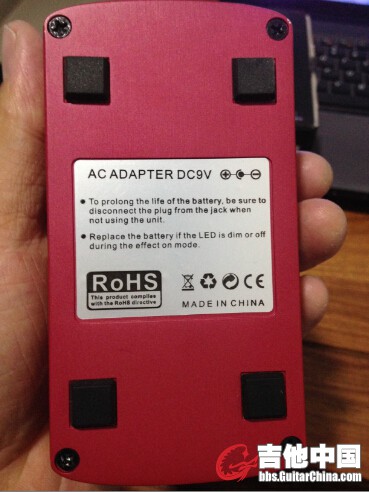 AC ADAPTER DC9V
● To prolong the life of the battery, be sure to
disconnect the plug from the jack when
not using the unit.
● Replace the battery if the LED is dim or off
during the effect on mode.
RoHS
This product complies
with the RoHS directive
CE
MADE IN CHINA
吉他中国
bbs.GuitarChina.com